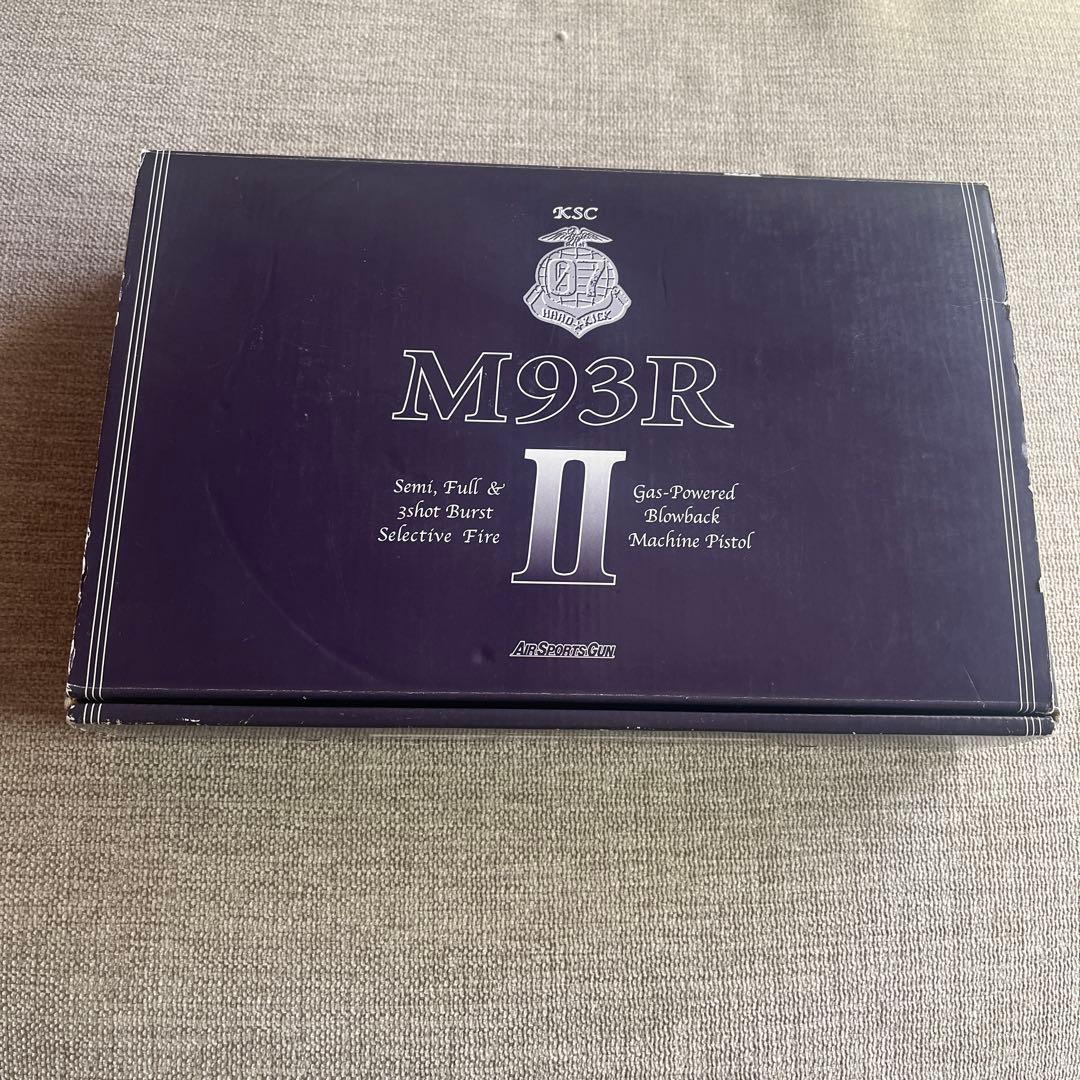 KSC
07
HARD KICK
M93R
II
Semi, Full &
3shot Burst
Selective Fire
Gas-Powered
Blowback
Machine Pistol
AIR SPORTS GUN